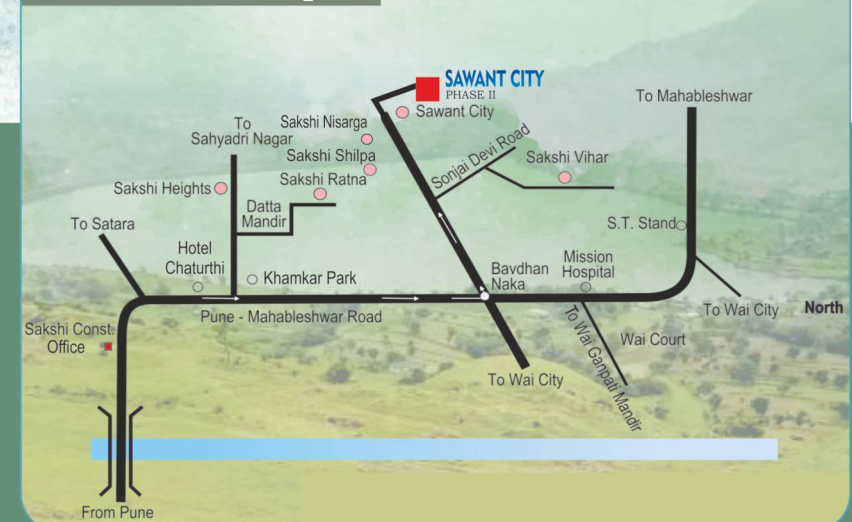 SAWANT CITY
PHASE II
Sawant City
To Mahableshwar
To
Sahyadri Nagar
Sakshi Nisarga
Sakshi Shilpa
Sakshi Ratna
Sonjai Devi Road
Sakshi Vihar
Sakshi Heights
Datta
Mandir
To Satara
S.T. Stand
Hotel
Chaturthi
Khamkar Park
Bavdhan
Naka
Mission
Hospital
To Wai City
North
Pune - Mahableshwar Road
Sakshi Const.
Office
Wai Court
To Wai Ganpati Mandir
To Wai City
From Pune